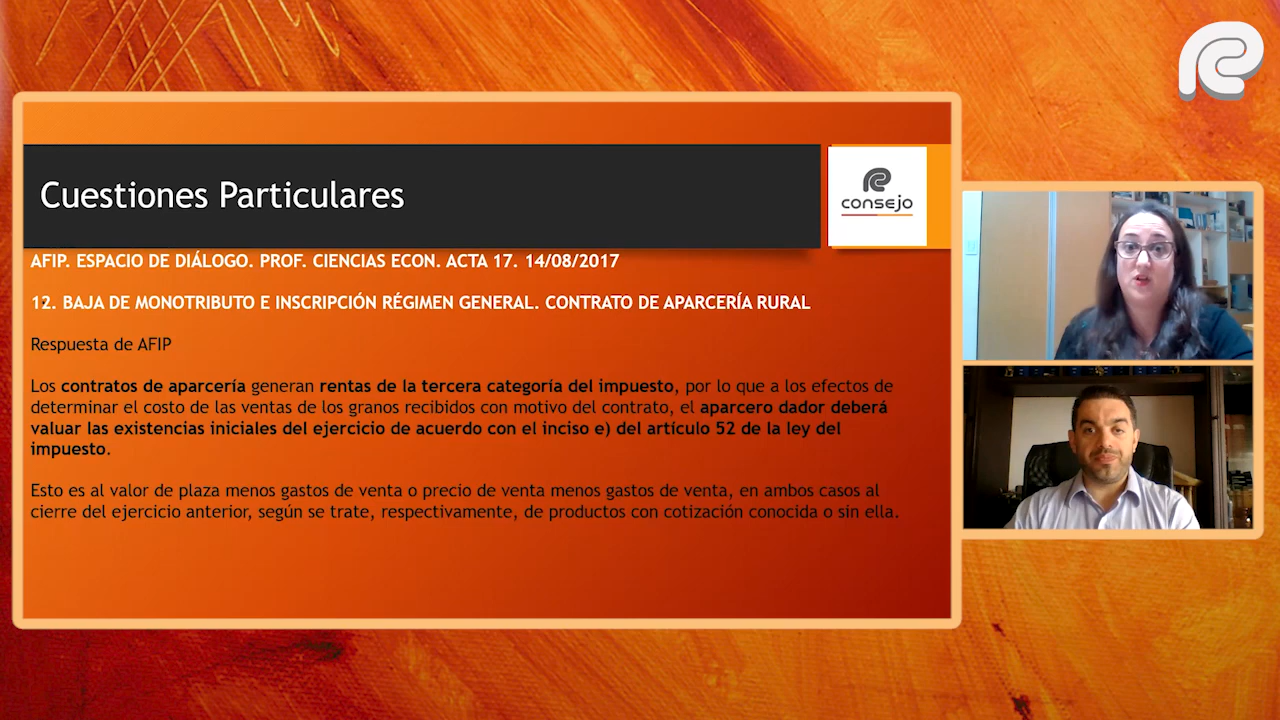 Cuestiones Particulares
consejo
AFIP. ESPACIO DE DIÁLOGO. PROF. CIENCIAS ECON. ACTA 17. 14/08/2017
12. BAJA DE MONOTRIBUTO E INSCRIPCIÓN RÉGIMEN GENERAL. CONTRATO DE APARCERÍA RURAL
Respuesta de AFIP
Los contratos de aparcería generan rentas de la tercera categoría del impuesto, por lo que a los efectos de
determinar el costo de las ventas de los granos recibidos con motivo del contrato, el aparcero dador deberá
valuar las existencias iniciales del ejercicio de acuerdo con el inciso e) del artículo 52 de la ley del
impuesto.
Esto es al valor de plaza menos gastos de venta o precio de venta menos gastos de venta, en ambos casos al
cierre del ejercicio anterior, según se trate, respectivamente, de productos con cotización conocida o sin ella.